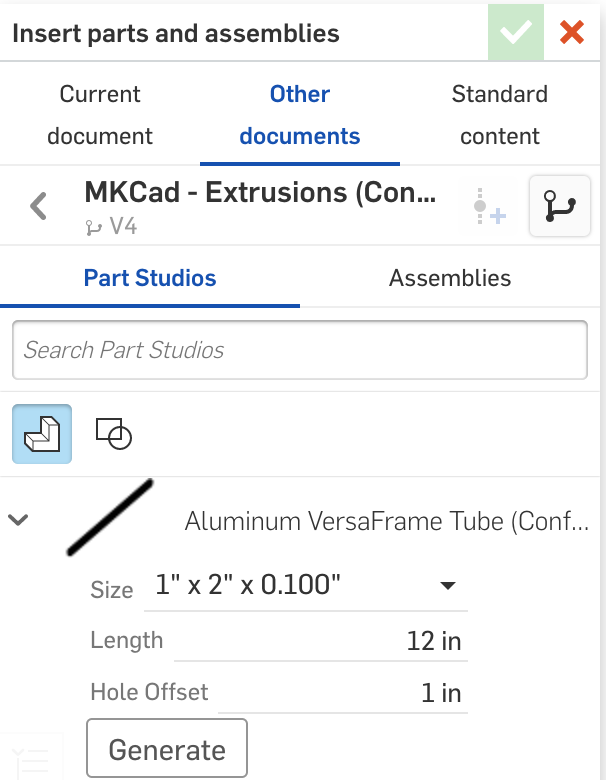 Insert parts and assemblies
Current document
Other documents
Standard content
MKCad - Extrusions (Con...
V4
Part Studios
Assemblies
Search Part Studios
Aluminum VersaFrame Tube (Conf...
Size 1" x 2" x 0.100"
Length 12 in
Hole Offset 1 in
Generate